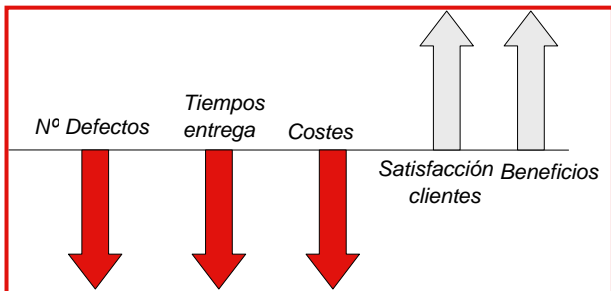 Nº Defectos
Tiempos
entrega
Costes
Satisfacción
clientes
Beneficios